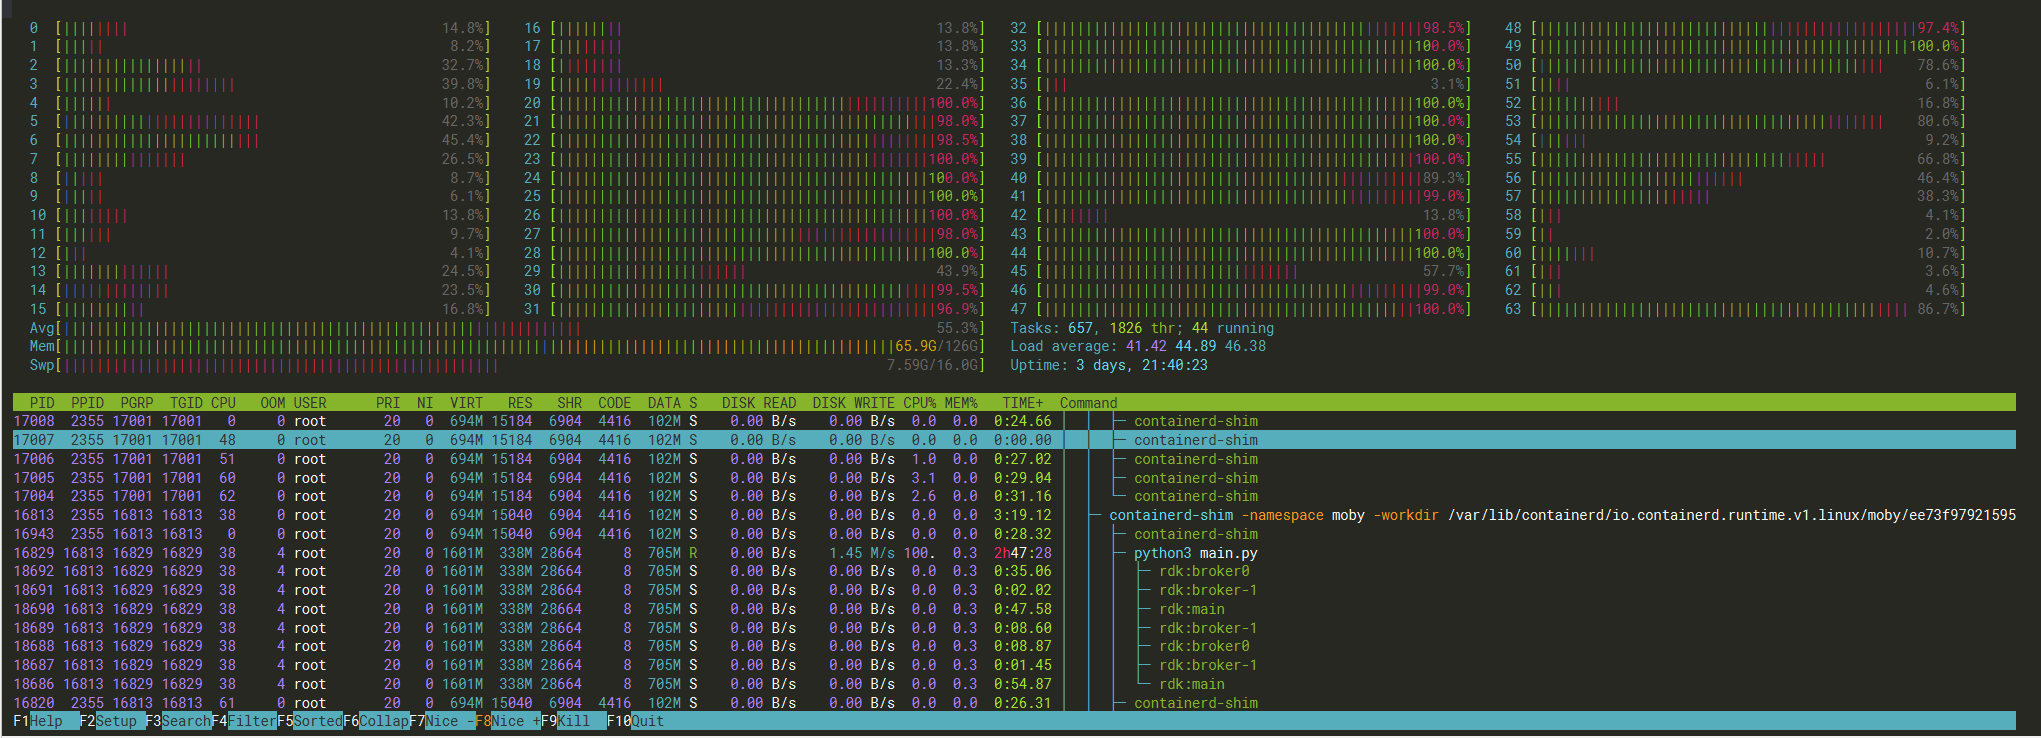 0 [14.8%] 16 [13.8%] 32 [98.5%] 48 [97.4%]
1 [8.2%] 17 [13.8%] 33 [100.0%] 49 [100.0%]
2 [32.7%] 18 [13.3%] 34 [100.0%] 50 [78.6%]
3 [39.8%] 19 [22.4%] 35 [3.1%] 51 [6.1%]
4 [10.2%] 20 [100.0%] 36 [100.0%] 52 [16.8%]
5 [42.3%] 21 [98.0%] 37 [100.0%] 53 [80.6%]
6 [45.4%] 22 [98.5%] 38 [100.0%] 54 [9.2%]
7 [26.5%] 23 [100.0%] 39 [100.0%] 55 [66.8%]
8 [8.7%] 24 [100.0%] 40 [89.3%] 56 [46.4%]
9 [6.1%] 25 [100.0%] 41 [99.0%] 57 [38.3%]
10 [13.8%] 26 [100.0%] 42 [13.8%] 58 [4.1%]
11 [9.7%] 27 [98.0%] 43 [100.0%] 59 [2.0%]
12 [4.1%] 28 [100.0%] 44 [100.0%] 60 [10.7%]
13 [24.5%] 29 [43.9%] 45 [57.7%] 61 [3.6%]
14 [23.5%] 30 [99.5%] 46 [99.0%] 62 [4.6%]
15 [16.8%] 31 [96.9%] 47 [100.0%] 63 [86.7%]
Avg[55.3%] Tasks: 657, 1826 thr; 44 running
Mem[65.9G/126G] Load average: 41.42 44.89 46.38
Swp[7.59G/16.0G] Uptime: 3 days, 21:40:23
PID PPID PGRP TGID CPU OOM USER PRI NI VIRT RES SHR CODE DATA S DISK READ DISK WRITE CPU% MEM% TIME+ Command
17008 2355 17001 17001 0 0 root 20 0 694M 15184 6904 4416 102M S 0.00 B/s 0.00 B/s 0.0 0.0 0:24.66 containerd-shim
17007 2355 17001 17001 48 0 root 20 0 694M 15184 6904 4416 102M S 0.00 B/s 0.00 B/s 0.0 0.0 0:00.00 containerd-shim
17006 2355 17001 17001 51 0 root 20 0 694M 15184 6904 4416 102M S 0.00 B/s 0.00 B/s 1.0 0.0 0:27.02 containerd-shim
17005 2355 17001 17001 60 0 root 20 0 694M 15184 6904 4416 102M S 0.00 B/s 0.00 B/s 3.1 0.0 0:29.04 containerd-shim
17004 2355 17001 17001 62 0 root 20 0 694M 15184 6904 4416 102M S 0.00 B/s 0.00 B/s 2.6 0.0 0:31.16 containerd-shim
16813 2355 16813 16813 38 0 root 20 0 694M 15040 6904 4416 102M S 0.00 B/s 0.00 B/s 0.0 0.0 3:19.12 containerd-shim -namespace moby -workdir /var/lib/containerd/io.containerd.runtime.v1.linux/moby/ee73f97921595
16943 2355 16813 16813 0 0 root 20 0 694M 15040 6904 4416 102M S 0.00 B/s 0.00 B/s 0.0 0.0 0:28.32 containerd-shim
16829 16813 16829 16829 38 4 root 20 0 1601M 338M 28664 8 705M R 0.00 B/s 1.45 M/s 100. 0.3 2h47:28 python3 main.py
18692 16813 16829 16829 38 4 root 20 0 1601M 338M 28664 8 705M S 0.00 B/s 0.00 B/s 0.0 0.3 0:35.06 rdk:broker0
18691 16813 16829 16829 38 4 root 20 0 1601M 338M 28664 8 705M S 0.00 B/s 0.00 B/s 0.0 0.3 0:02.02 rdk:broker-1
18690 16813 16829 16829 38 4 root 20 0 1601M 338M 28664 8 705M S 0.00 B/s 0.00 B/s 0.0 0.3 0:47.58 rdk:main
18689 16813 16829 16829 38 4 root 20 0 1601M 338M 28664 8 705M S 0.00 B/s 0.00 B/s 0.0 0.3 0:08.60 rdk:broker-1
18688 16813 16829 16829 38 4 root 20 0 1601M 338M 28664 8 705M S 0.00 B/s 0.00 B/s 0.0 0.3 0:08.87 rdk:broker0
18687 16813 16829 16829 38 4 root 20 0 1601M 338M 28664 8 705M S 0.00 B/s 0.00 B/s 0.0 0.3 0:01.45 rdk:broker-1
18686 16813 16829 16829 38 4 root 20 0 1601M 338M 28664 8 705M S 0.00 B/s 0.00 B/s 0.0 0.3 0:54.87 rdk:main
16820 2355 16813 16813 61 0 root 20 0 694M 15040 6904 4416 102M S 0.00 B/s 0.00 B/s 0.0 0.0 0:26.31 containerd-shim
F1Help F2Setup F3SearchF4FilterF5SortedF6CollapF7Nice -F8Nice +F9Kill F10Quit